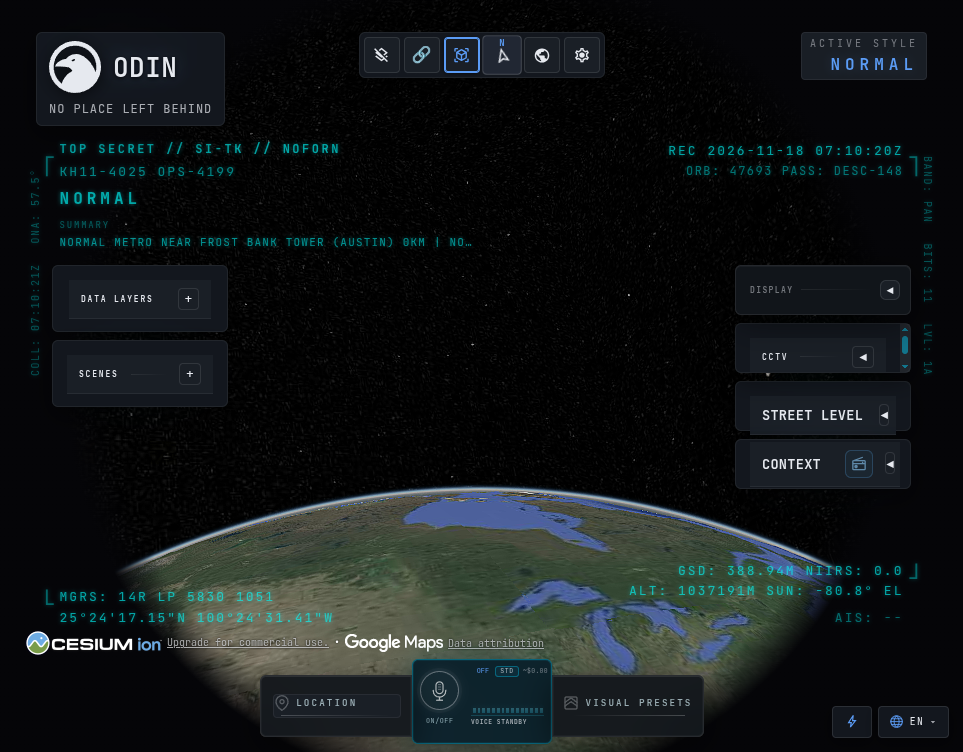 ODIN
NO PLACE LEFT BEHIND
N
ACTIVE STYLE
NORMAL
TOP SECRET // SI-TK // NOFORN
KH11-4025 OPS-4199
NORMAL
SUMMARY
NORMAL METRO NEAR FROST BANK TOWER (AUSTIN) 0KM | NO…
REC 2026-11-18 07:10:20Z
ORB: 47693 PASS: DESC-148
COLL: 07:10:21Z ONA: 57.5°
BAND: PAN BITS: 11 LVL: 1A
DATA LAYERS +
SCENES +
DISPLAY
CCTV
STREET LEVEL
CONTEXT
GSD: 388.94M NIIRS: 0.0
ALT: 1037191M SUN: -80.8° EL
AIS: --
MGRS: 14R LP 5830 1051
25°24'17.15"N 100°24'31.41"W
CESIUM ion Upgrade for commercial use. · Google Maps Data attribution
LOCATION
OFF STD ~$0.00
ON/OFF
VOICE STANDBY
VISUAL PRESETS
EN